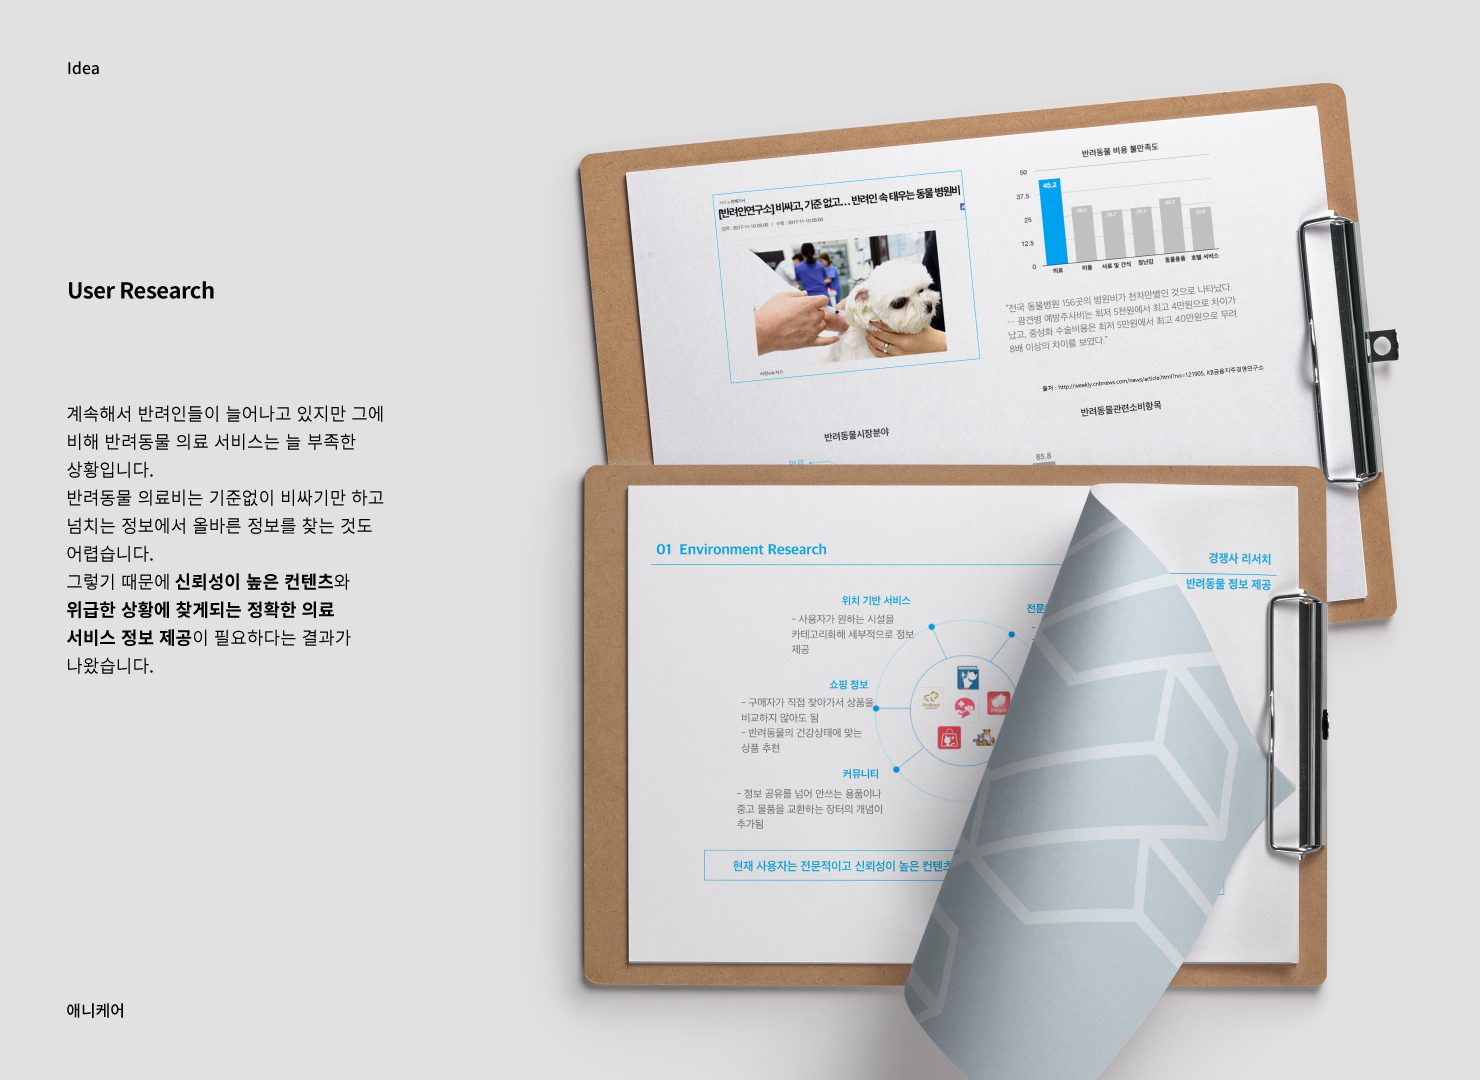 Idea
User Research
계속해서 반려인들이 늘어나고 있지만 그에
비해 반려동물 의료 서비스는 늘 부족한
상황입니다.
반려동물 의료비는 기준없이 비싸기만 하고
넘치는 정보에서 올바른 정보를 찾는 것도
어렵습니다.
그렇기 때문에 신뢰성이 높은 컨텐츠와
위급한 상황에 찾게되는 정확한 의료
서비스 정보 제공이 필요하다는 결과가
나왔습니다.
애니케어
[반려인연구소] 비싸고, 기준 없고... 반려인 속 태우는 동물 병원비
입력 : 2017-11-10 05:00 / 수정 : 2017-11-10 05:00
사진=뉴시스
반려동물 비용 불만족도
50
37.5
25
12.5
0
45.2
의료
미용
사료 및 간식
장난감
동물용품
호텔 서비스
“전국 동물병원 156곳의 병원비가 천차만별인 것으로 나타났다.
... 광견병 예방주사비는 최저 5천원에서 최고 4만원으로 차이가
났고, 중성화 수술비용은 최저 5만원에서 최고 40만원으로 무려
8배 이상의 차이를 보였다.”
출처 : http://weekly.cnbnews.com/news/article.html?no=121905, KB금융지주경영연구소
반려동물시장분야
의료
반려동물관련소비항목
85.8
01 Environment Research
경쟁사 리서치
반려동물 정보 제공
위치 기반 서비스
- 사용자가 원하는 시설을
카테고리화해 세부적으로 정보
제공
전문
쇼핑 정보
- 구매자가 직접 찾아가서 상품을
비교하지 않아도 됨
- 반려동물의 건강상태에 맞는
상품 추천
커뮤니티
- 정보 공유를 넘어 안쓰는 용품이나
중고 물품을 교환하는 장터의 개념이
추가됨
현재 사용자는 전문적이고 신뢰성이 높은 컨텐츠